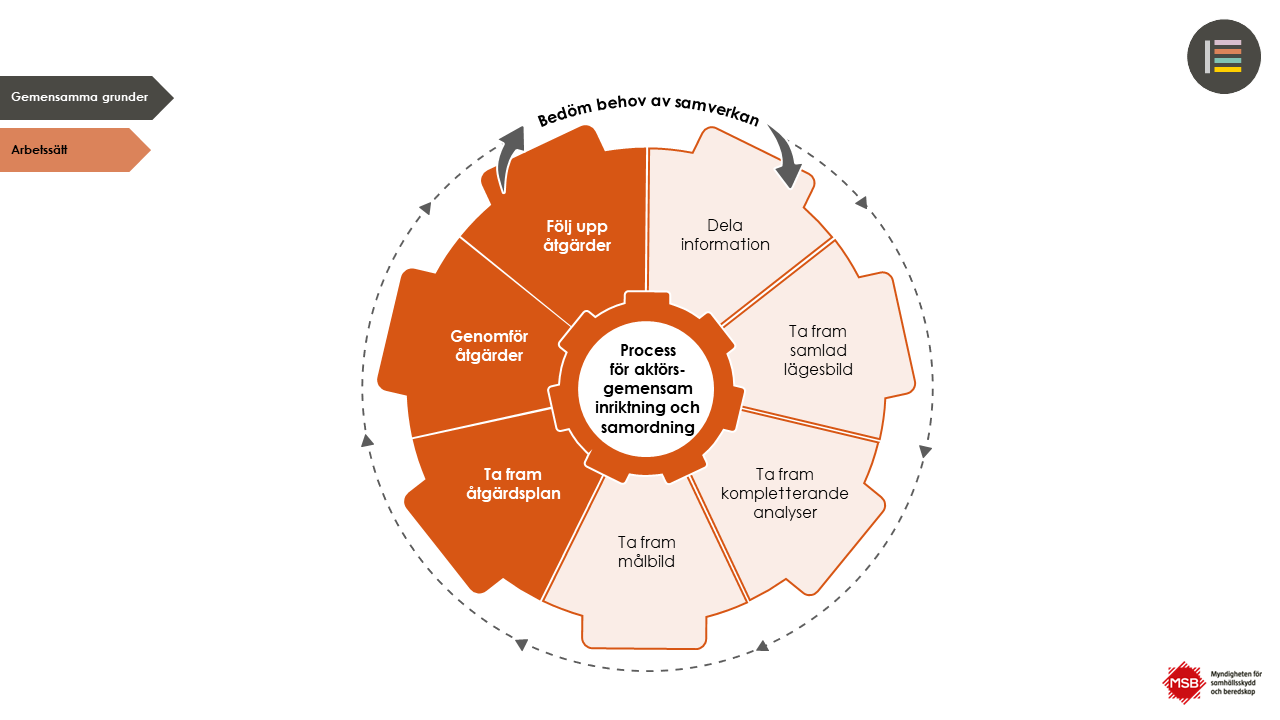 Gemensamma grunder
Arbetssätt
Bedöm behov av samverkan
Följ upp
åtgärder
Dela
information
Genomför
åtgärder
Ta fram
samlad
lägesbild
Process
för aktörs-
gemensam
inriktning och
samordning
Ta fram
åtgärdsplan
Ta fram
kompletterande
analyser
Ta fram
målbild
MSB
Myndigheten för
samhällsskydd
och beredskap